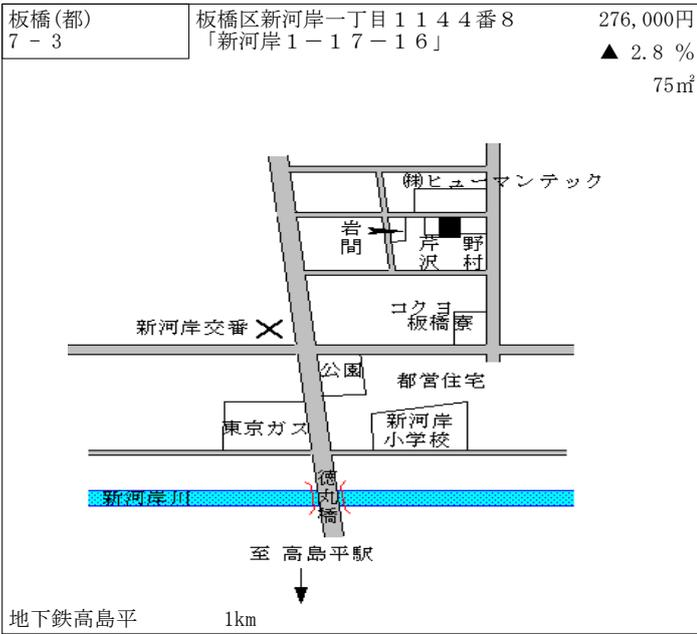 板橋(都)
7 - 3
板橋区新河岸一丁目１１４４番８
「新河岸１－１７－１６」
276,000円
▲ 2.8 %
75㎡
㈱ヒューマンテック
岩間
芹沢
野村
コクヨ
板橋寮
新河岸交番
公園
都営住宅
東京ガス
新河岸
小学校
徳丸橋
新河岸川
至 高島平駅
地下鉄高島平 1km